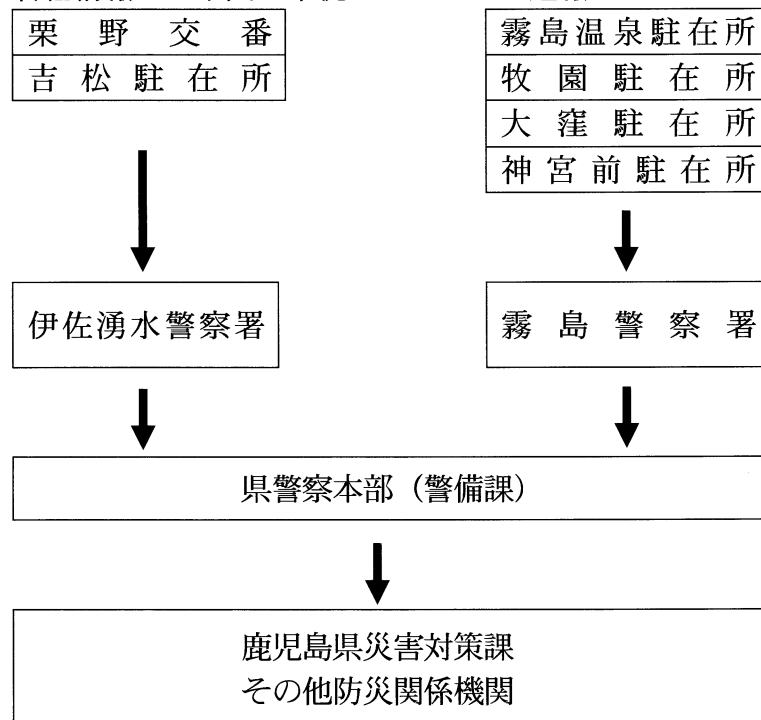 栗野交番
吉松駐在所
霧島温泉駐在所
牧園駐在所
大窪駐在所
神宮前駐在所
伊佐湧水警察署
霧島警察署
県警察本部（警備課）
鹿児島県災害対策課
その他防災関係機関